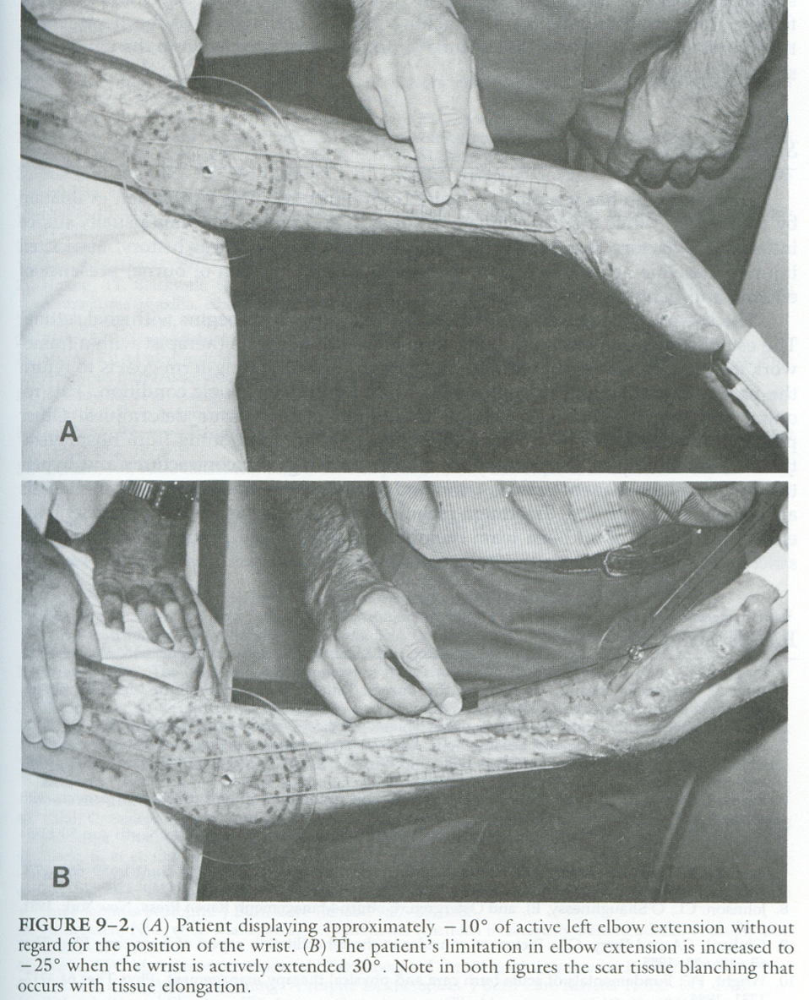 A
B
FIGURE 9–2. (A) Patient displaying approximately −10° of active left elbow extension without
regard for the position of the wrist. (B) The patient's limitation in elbow extension is increased to
−25° when the wrist is actively extended 30°. Note in both figures the scar tissue blanching that
occurs with tissue elongation.